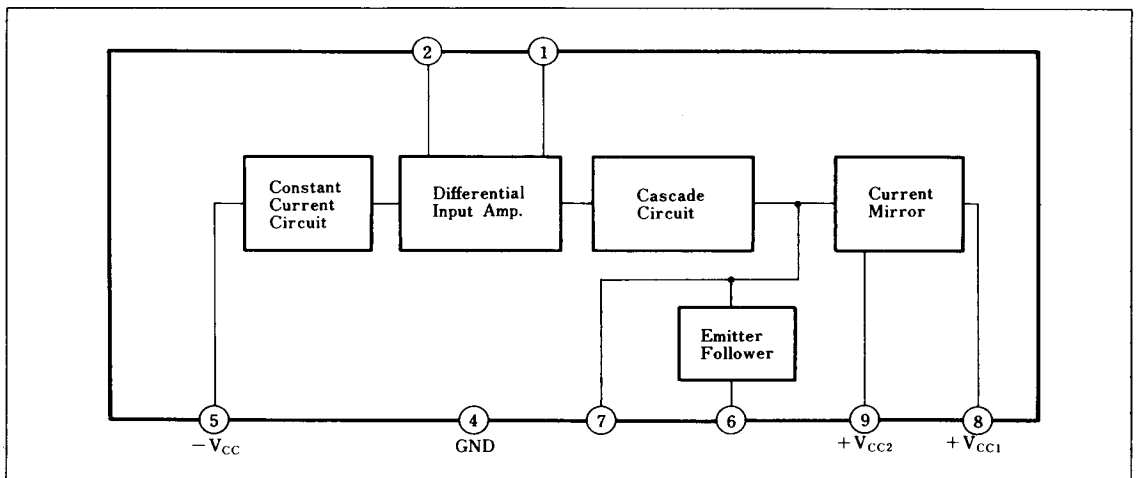 2
1
Constant
Current
Circuit
Differential
Input Amp.
Cascade
Circuit
Current
Mirror
Emitter
Follower
5
4
7
6
9
8
−VCC
GND
+VCC2
+VCC1